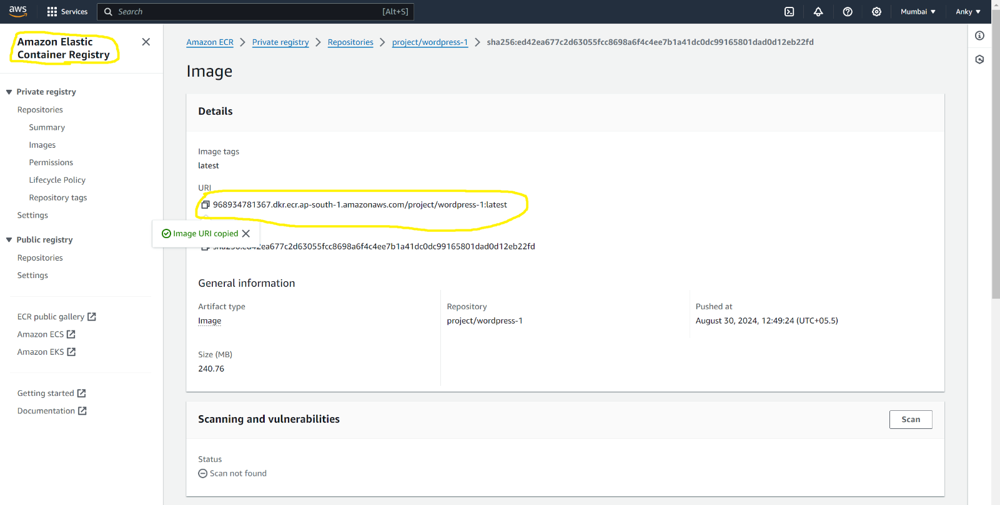 aws
Services
Search
[Alt+S]
Mumbai
Anky
Amazon Elastic
Container Registry
Private registry
Repositories
Summary
Images
Permissions
Lifecycle Policy
Repository tags
Settings
Public registry
Repositories
Settings
ECR public gallery
Amazon ECS
Amazon EKS
Getting started
Documentation
Amazon ECR
Private registry
Repositories
project/wordpress-1
sha256:ed42ea677c2d63055fcc8698a6f4c4ee7b1a41dc0dc99165801dad0d12eb22fd
Image
Details
Image tags
latest
URI
968934781367.dkr.ecr.ap-south-1.amazonaws.com/project/wordpress-1:latest
Image URI copied
sha256:ed42ea677c2d63055fcc8698a6f4c4ee7b1a41dc0dc99165801dad0d12eb22fd
General information
Artifact type
Image
Repository
project/wordpress-1
Pushed at
August 30, 2024, 12:49:24 (UTC+05.5)
Size (MB)
240.76
Scanning and vulnerabilities
Scan
Status
Scan not found